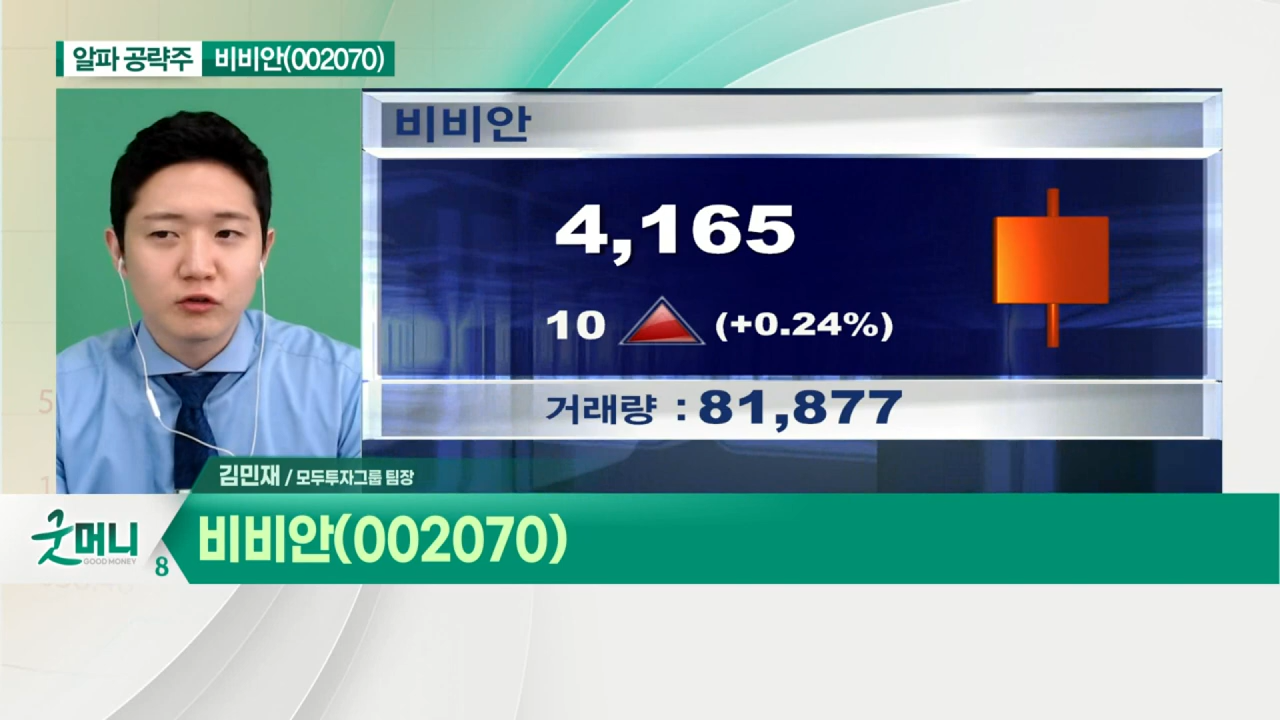 알파 공략주 비비안(002070)
비비안
4,165
10 (+0.24%)
거래량 : 81,877
김민재 / 모두투자그룹 팀장
굿머니
GOOD MONEY
8
비비안(002070)